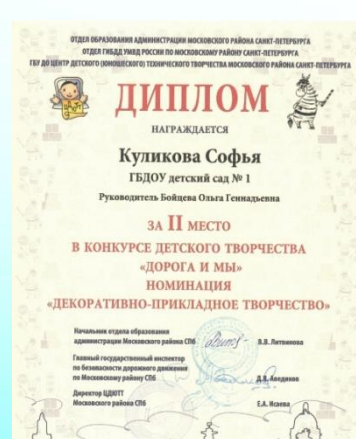 ОТДЕЛ ОБРАЗОВАНИЯ АДМИНИСТРАЦИИ МОСКОВСКОГО РАЙОНА САНКТ-ПЕТЕРБУРГА
ОТДЕЛ ГИБДД УМВД РОССИИ ПО МОСКОВСКОМУ РАЙОНУ САНКТ-ПЕТЕРБУРГА
ГБУ ДО ЦЕНТР ДЕТСКОГО (ЮНОШЕСКОГО) ТЕХНИЧЕСКОГО ТВОРЧЕСТВА МОСКОВСКОГО РАЙОНА САНКТ-ПЕТЕРБУРГА
ДИПЛОМ
НАГРАЖДАЕТСЯ
Куликова Софья
ГБДОУ детский сад № 1
Руководитель Бойцева Ольга Геннадьевна
ЗА II МЕСТО
В КОНКУРСЕ ДЕТСКОГО ТВОРЧЕСТВА
«ДОРОГА И МЫ»
НОМИНАЦИЯ
«ДЕКОРАТИВНО-ПРИКЛАДНОЕ ТВОРЧЕСТВО»
Начальник отдела образования
администрации Московского района СПб В.В. Литвинова
Главный государственный инспектор
по безопасности дорожного движения
по Московскому району СПб
Директор ЦДЮТТ
Московского района СПб Е.А. Исаева